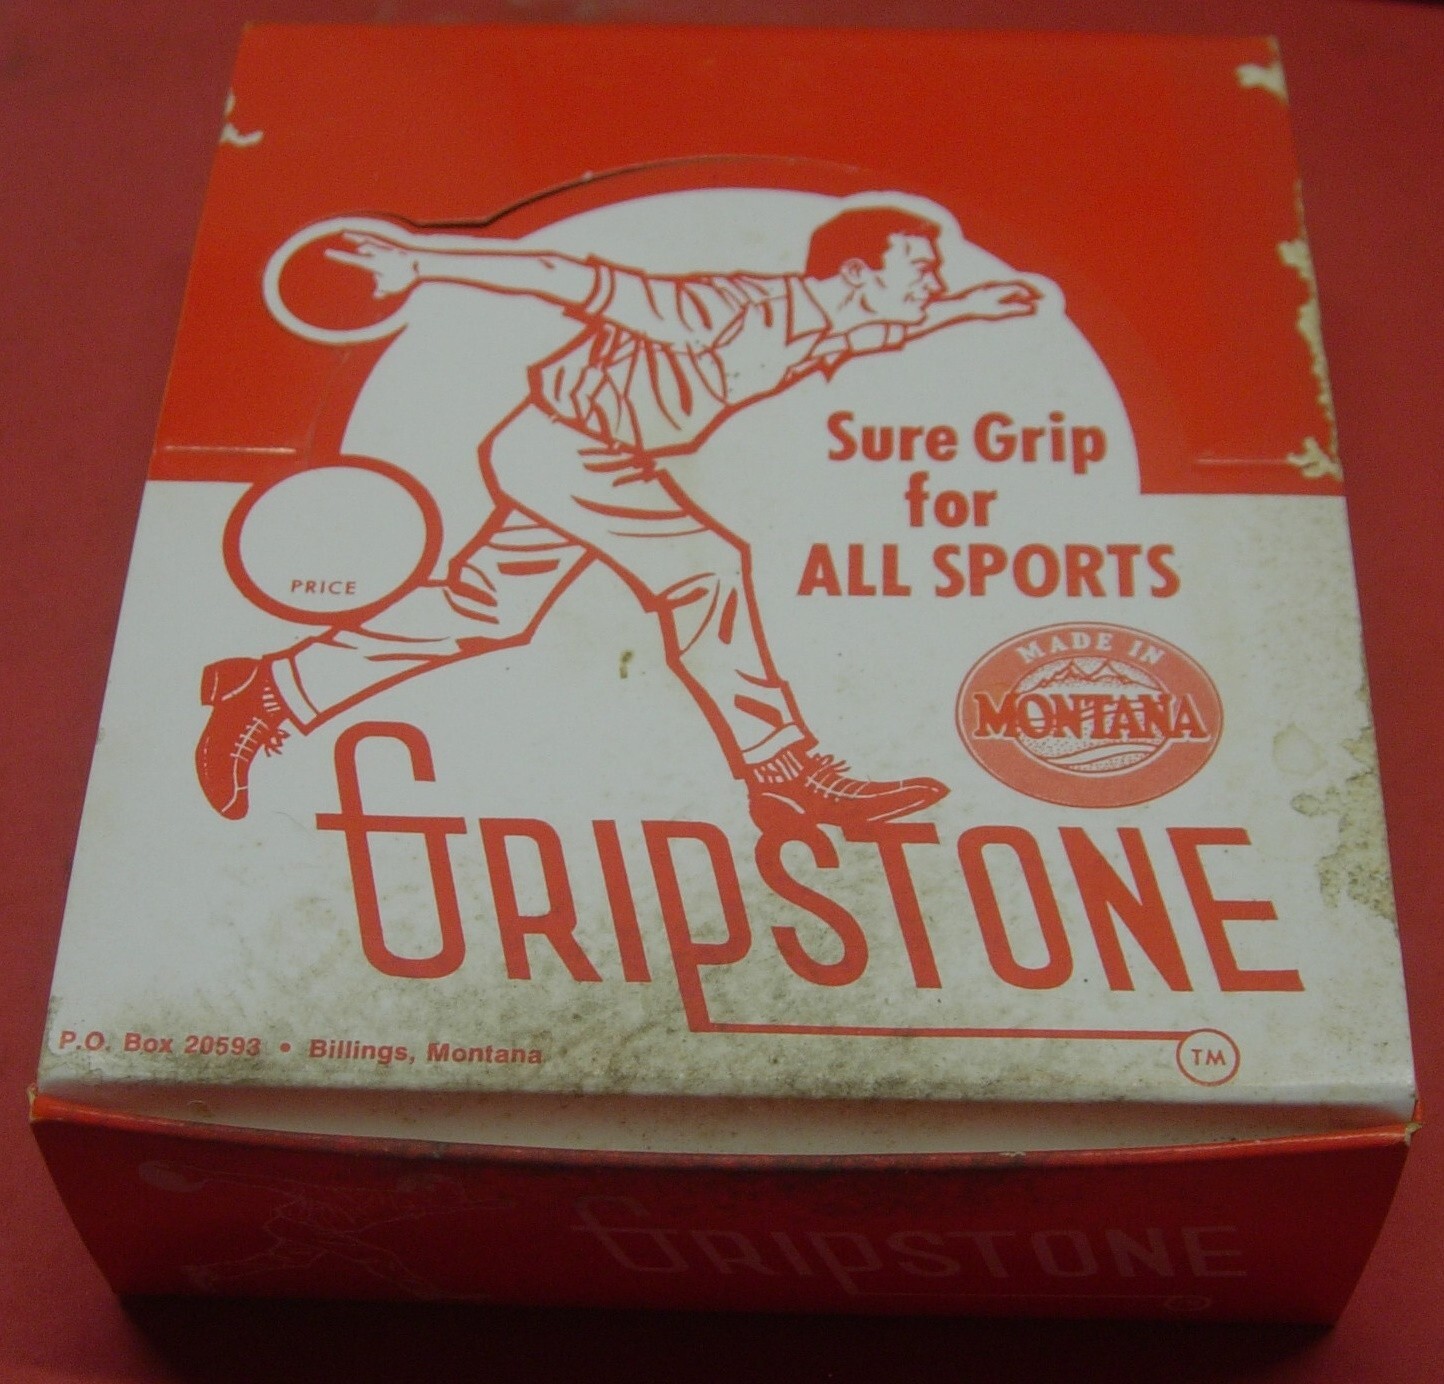 Sure Grip
for
ALL SPORTS
PRICE
MADE IN
MONTANA
GRIPSTONE
P.O. Box 20593 • Billings, Montana
TM
GRIPSTONE